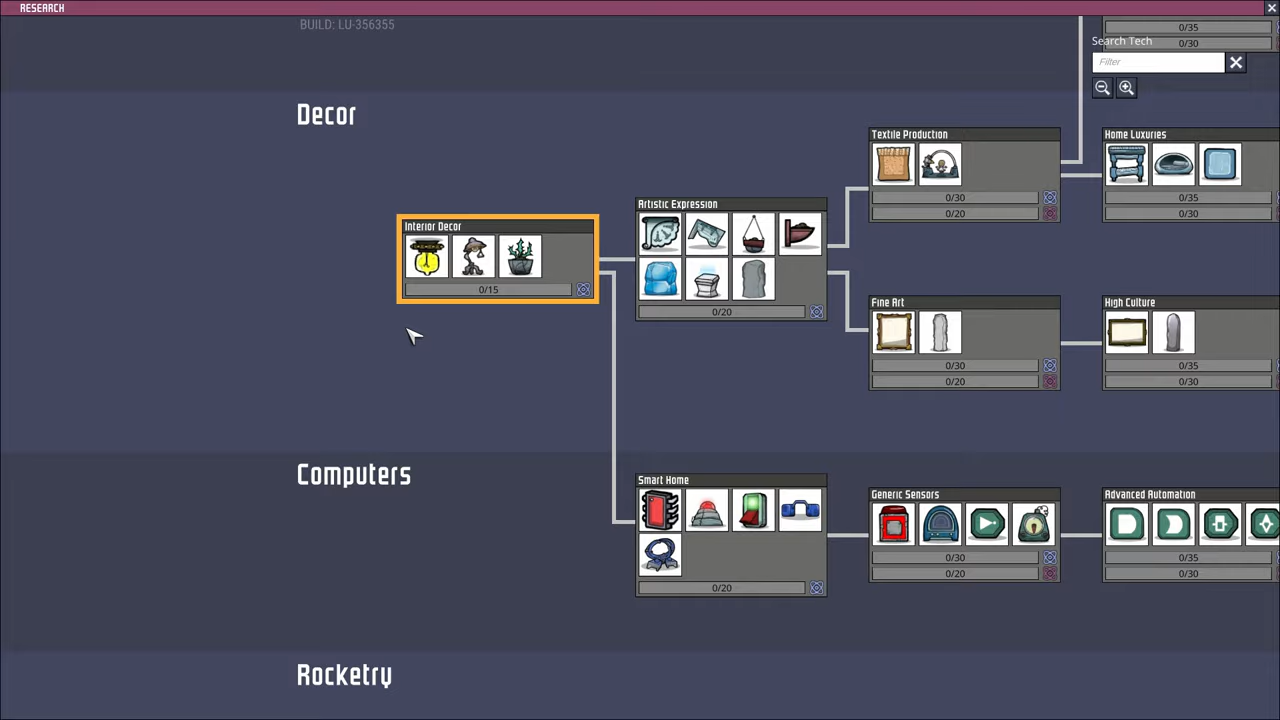 RESEARCH
BUILD: LU-356355
0/35
0/30
Search Tech
Filter
Decor
Textile Production
0/30
0/20
Home Luxuries
0/35
0/30
Artistic Expression
0/20
Interior Decor
0/15
Fine Art
0/30
0/20
High Culture
0/35
0/30
Computers
Smart Home
0/20
Generic Sensors
0/30
0/20
Advanced Automation
0/35
0/30
Rocketry